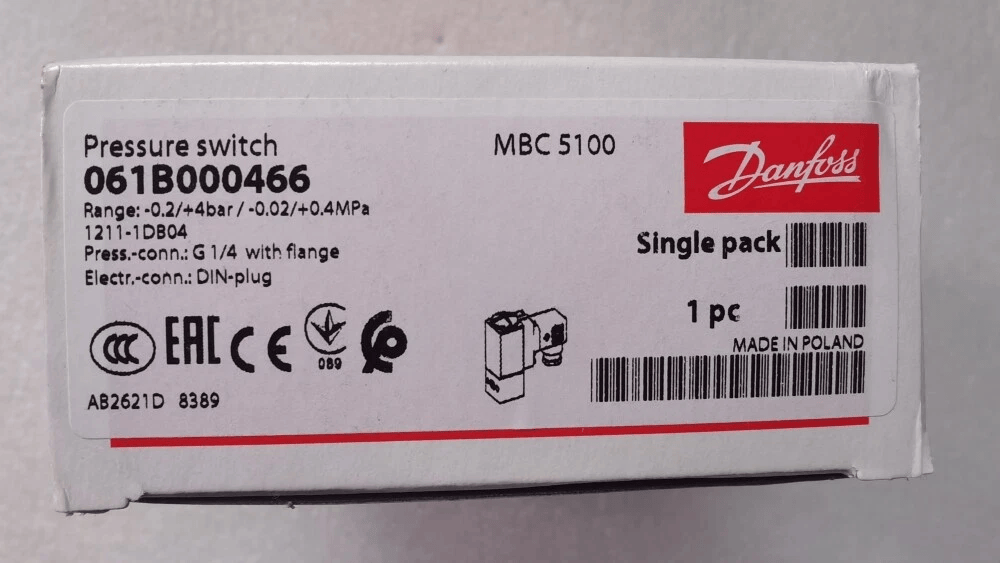 Pressure switch
MBC 5100
Danfoss
061B000466
Range: -0.2/+4bar / -0.02/+0.4MPa
1211-1DB04
Press.-conn.: G 1/4 with flange
Electr.-conn.: DIN-plug
Single pack
1 pc
MADE IN POLAND
CCC EAC CE
089
AB2621D 8389